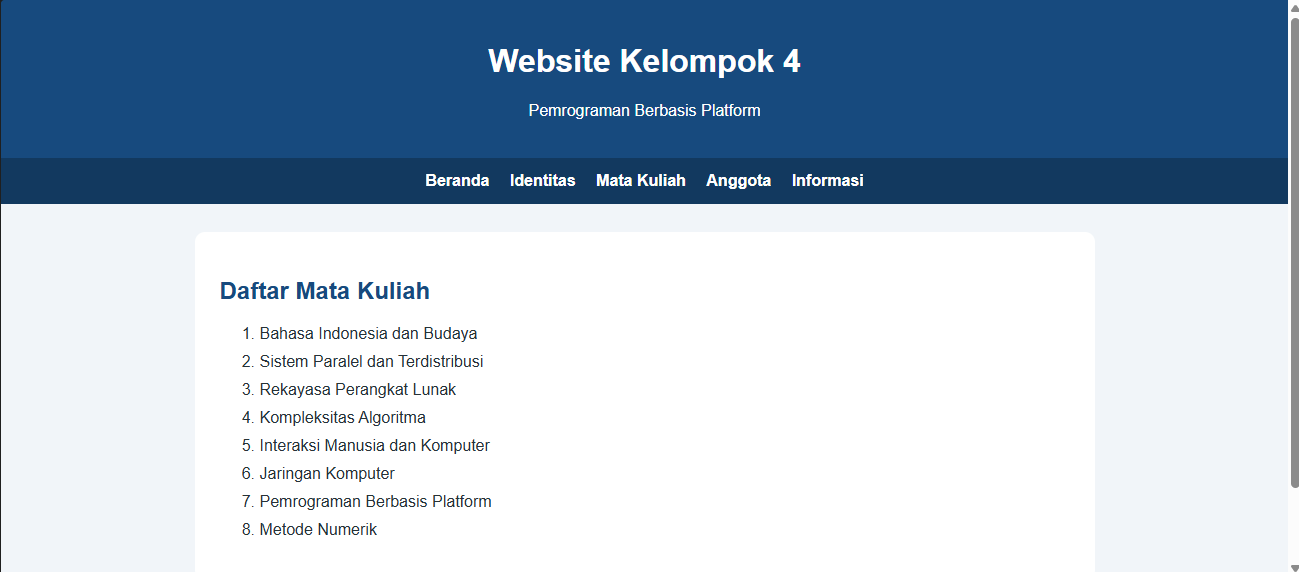 Website Kelompok 4
Pemrograman Berbasis Platform
Beranda Identitas Mata Kuliah Anggota Informasi
Daftar Mata Kuliah
1. Bahasa Indonesia dan Budaya
2. Sistem Paralel dan Terdistribusi
3. Rekayasa Perangkat Lunak
4. Kompleksitas Algoritma
5. Interaksi Manusia dan Komputer
6. Jaringan Komputer
7. Pemrograman Berbasis Platform
8. Metode Numerik